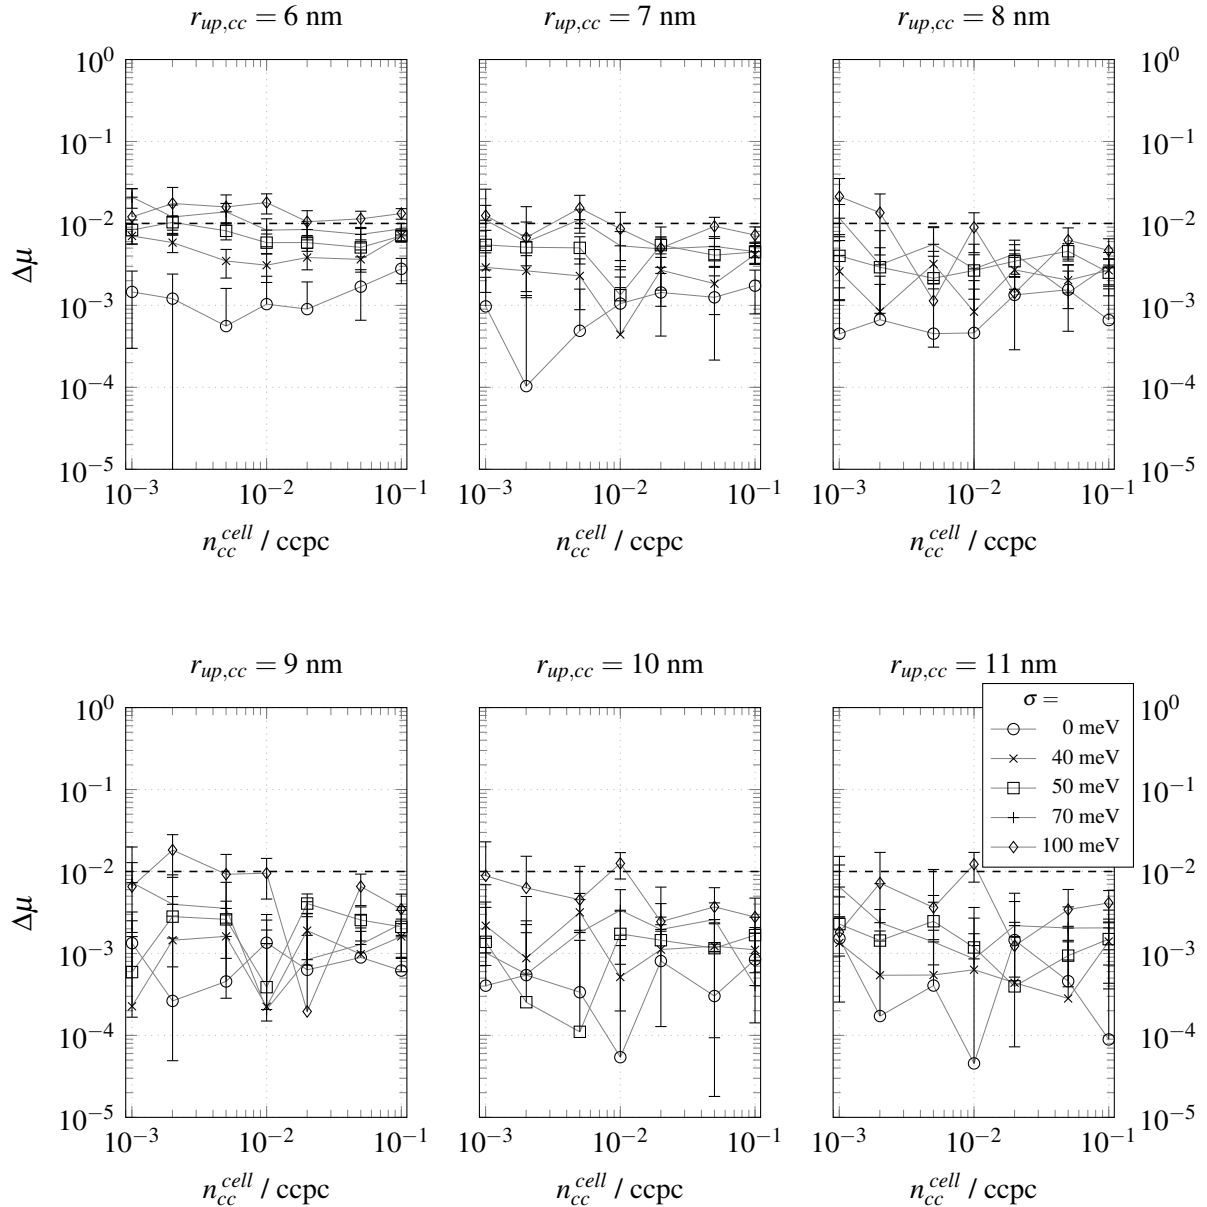 r_{up,cc} = 6 nm
r_{up,cc} = 7 nm
r_{up,cc} = 8 nm
10^0
10^{-1}
10^{-2}
10^{-3}
10^{-4}
10^{-5}
Δμ
10^0
10^{-1}
10^{-2}
10^{-3}
10^{-4}
10^{-5}
10^{-3} 10^{-2} 10^{-1}
10^{-3} 10^{-2} 10^{-1}
10^{-3} 10^{-2} 10^{-1}
n_{cc}^{cell} / ccpc
n_{cc}^{cell} / ccpc
n_{cc}^{cell} / ccpc
r_{up,cc} = 9 nm
r_{up,cc} = 10 nm
r_{up,cc} = 11 nm
σ =
0 meV
40 meV
50 meV
70 meV
100 meV
10^0
10^{-1}
10^{-2}
10^{-3}
10^{-4}
10^{-5}
Δμ
10^0
10^{-1}
10^{-2}
10^{-3}
10^{-4}
10^{-5}
10^{-3} 10^{-2} 10^{-1}
10^{-3} 10^{-2} 10^{-1}
10^{-3} 10^{-2} 10^{-1}
n_{cc}^{cell} / ccpc
n_{cc}^{cell} / ccpc
n_{cc}^{cell} / ccpc